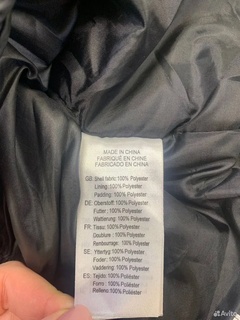 MADE IN CHINA
FABRIQUÉ EN CHINE
FABRICADO EN CHINA
GB: Shell fabric: 100% Polyester
Lining: 100% Polyester
Padding: 100% Polyester
DE: Oberstoff: 100% Polyester
Futter: 100% Polyester
Wattierung: 100% Polyester
FR: Tissu: 100% Polyester
Doublure: 100% Polyester
Rembourrage: 100% Polyester
SE: Yttertyg: 100% Polyester
Foder: 100% Polyester
Vaddering: 100% Polyester
ES: Tejido: 100% Poliéster
Forro: 100% Poliéster
Relleno: 100% Poliéster
Avito